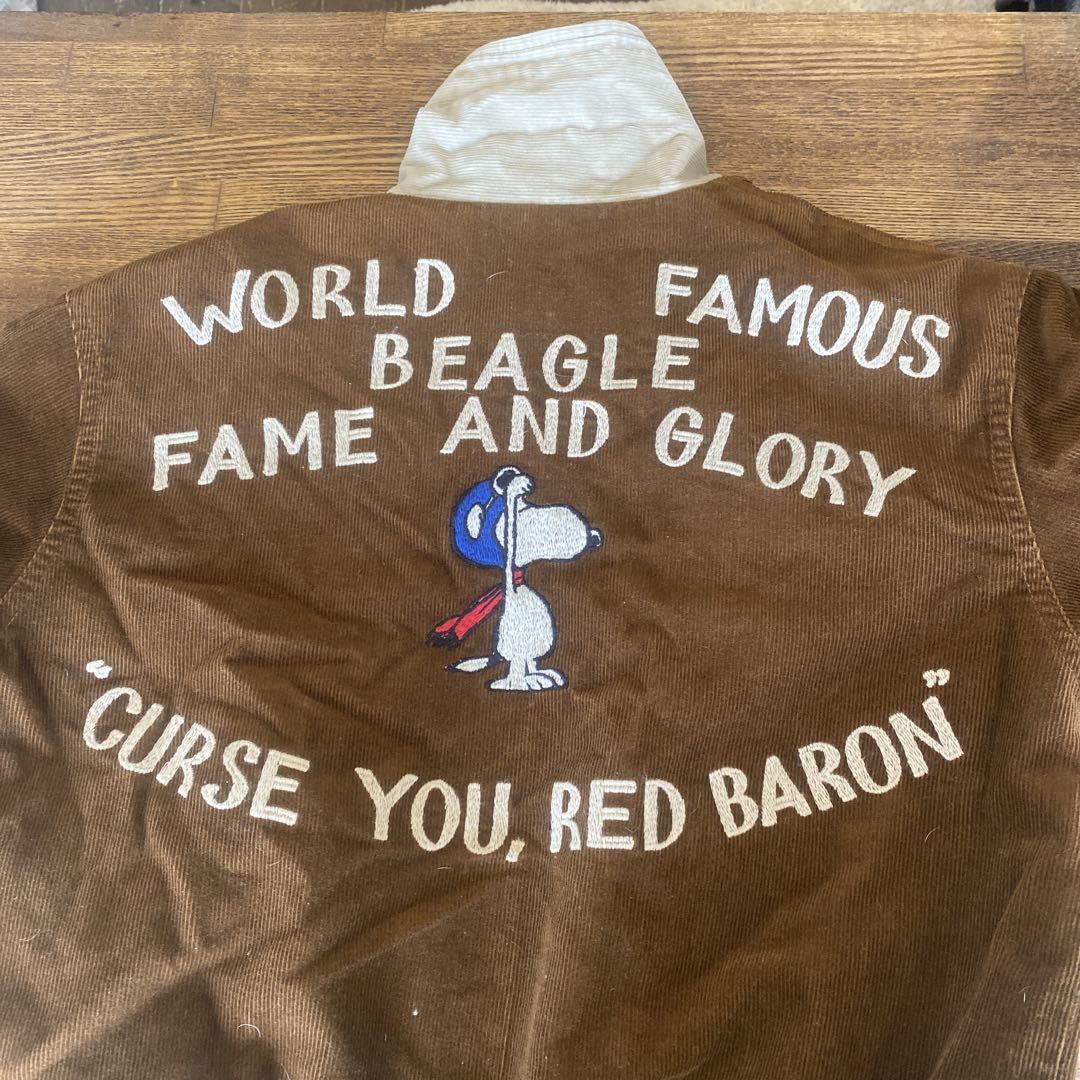 WORLD FAMOUS
BEAGLE
FAME AND GLORY
“CURSE YOU, RED BARON”